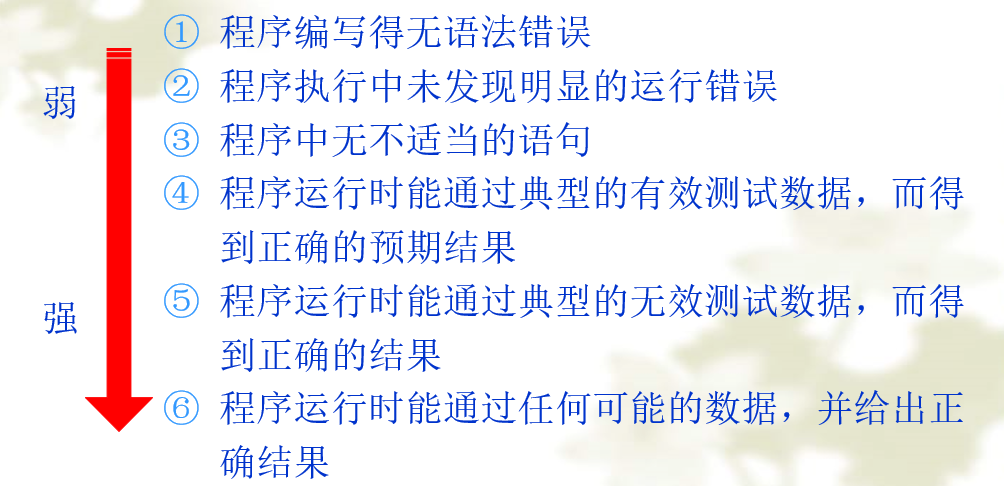 ① 程序编写得无语法错误
弱
② 程序执行中未发现明显的运行错误
③ 程序中无不适当的语句
④ 程序运行时能通过典型的有效测试数据，而得
到正确的预期结果
强
⑤ 程序运行时能通过典型的无效测试数据，而得
到正确的结果
⑥ 程序运行时能通过任何可能的数据，并给出正
确结果